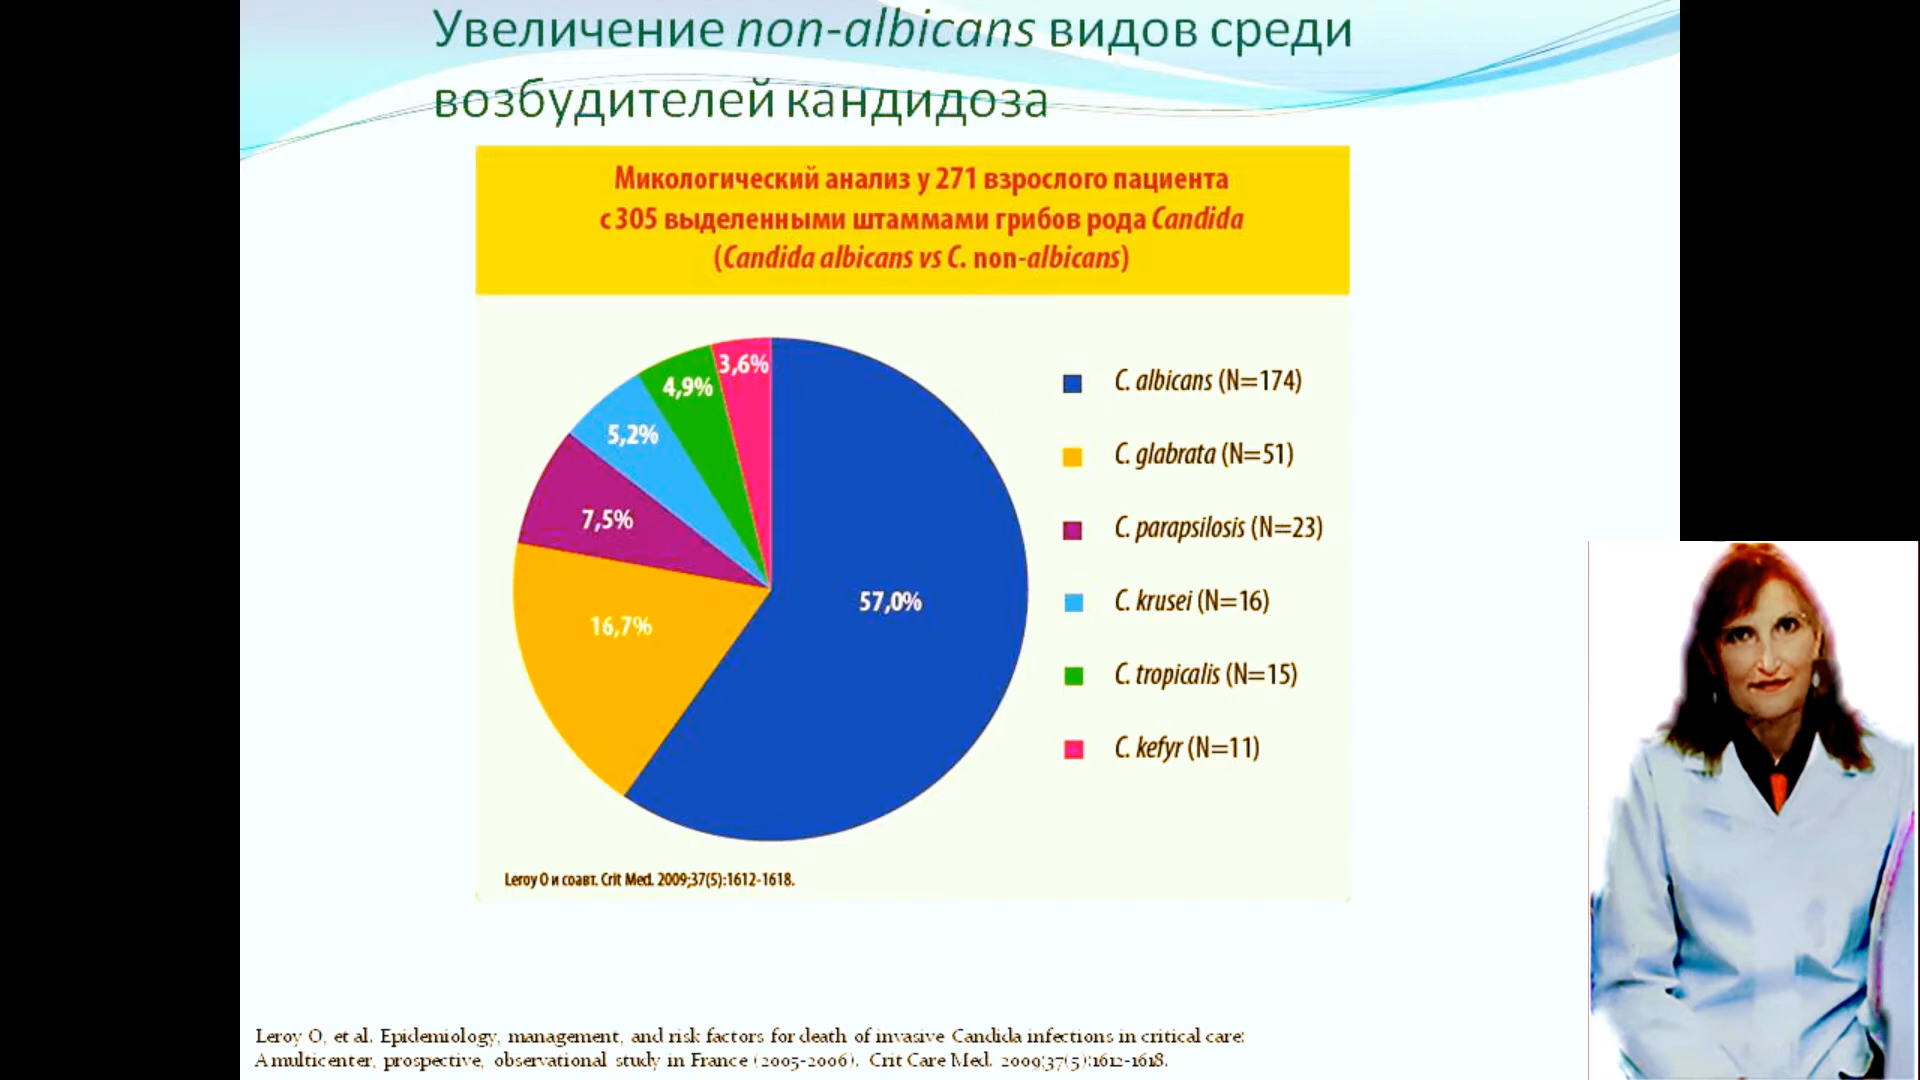 Увеличение non-albicans видов среди
возбудителей кандидоза
Микологический анализ у 271 взрослого пациента
с 305 выделенными штаммами грибов рода Candida
(Candida albicans vs C. non-albicans)
3,6%
4,9%
5,2%
7,5%
16,7%
57,0%
C. albicans (N=174)
C. glabrata (N=51)
C. parapsilosis (N=23)
C. krusei (N=16)
C. tropicalis (N=15)
C. kefyr (N=11)
Leroy O и соавт. Crit Med. 2009;37(5):1612-1618.
Leroy O, et al. Epidemiology, management, and risk factors for death of invasive Candida infections in critical care:
A multicenter, prospective, observational study in France (2005-2006). Crit Care Med. 2009;37(5):1612-1618.